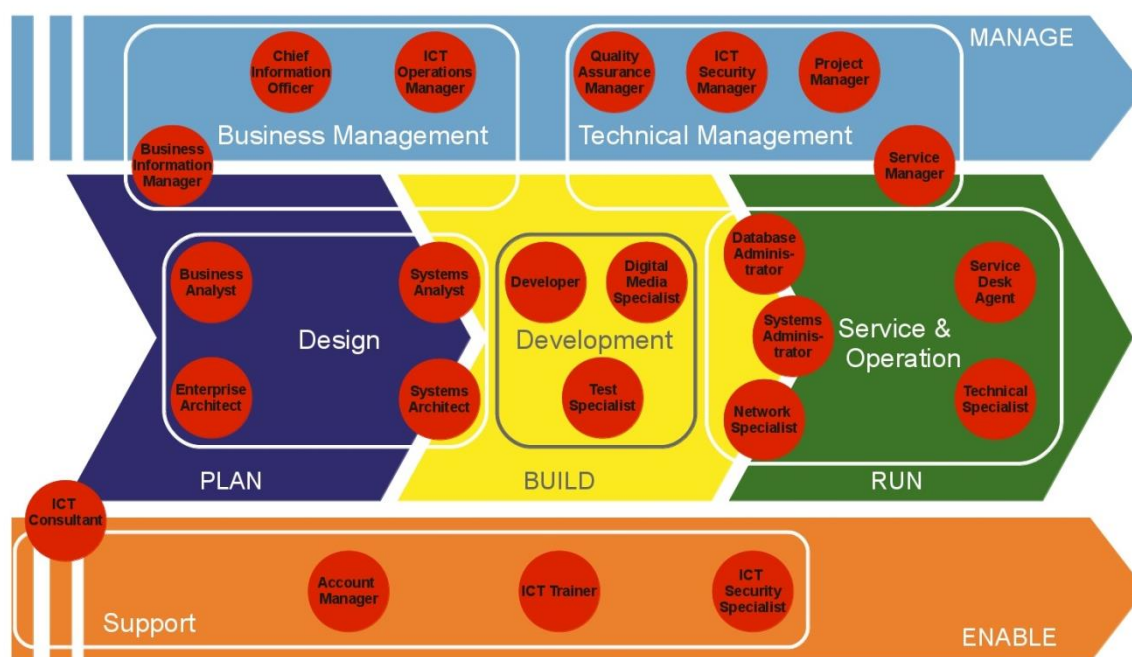 MANAGE
Chief
Information
Officer
ICT
Operations
Manager
Quality
Assurance
Manager
ICT
Security
Manager
Project
Manager
Business Management
Technical Management
Business
Information
Manager
Service
Manager
Business
Analyst
Systems
Analyst
Developer
Digital
Media
Specialist
Database
Adminis-
trator
Service
Desk
Agent
Design
Development
Systems
Adminis-
trator
Service &
Operation
Enterprise
Architect
Systems
Architect
Test
Specialist
Network
Specialist
Technical
Specialist
PLAN
BUILD
RUN
ICT
Consultant
Account
Manager
ICT Trainer
ICT
Security
Specialist
Support
ENABLE